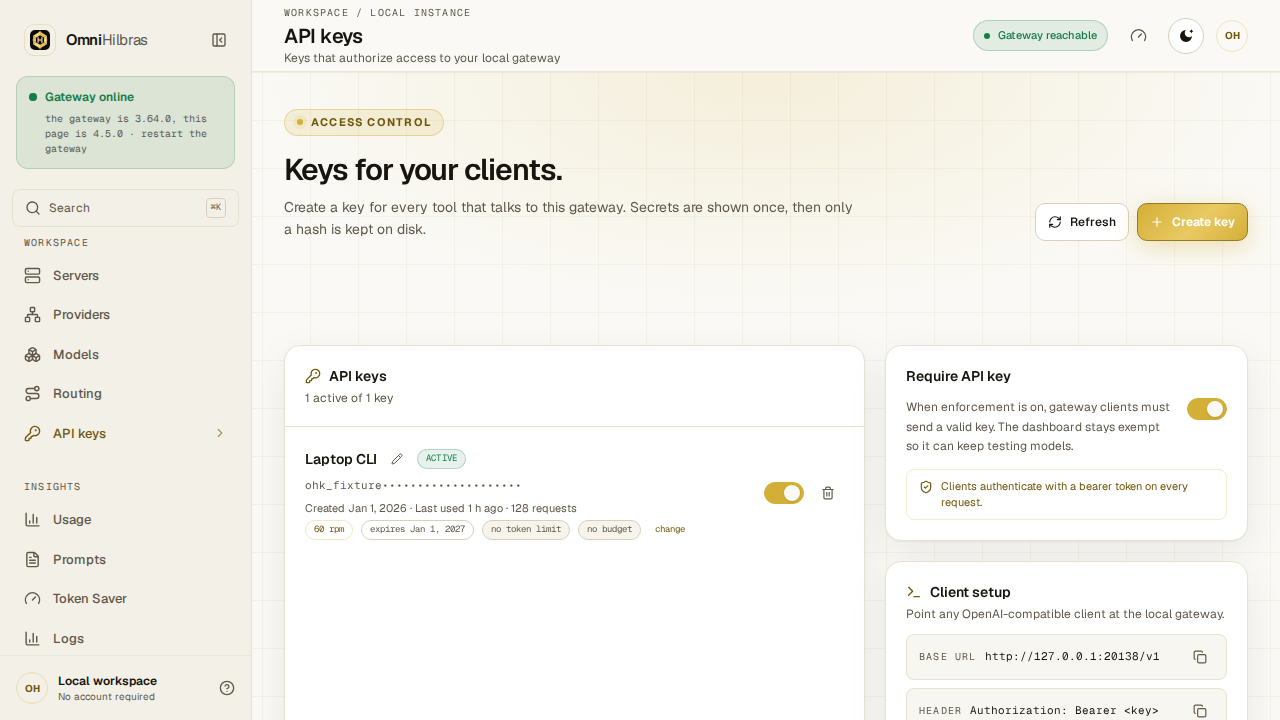 OmniHilbras
Gateway online
the gateway is 3.64.0, this
page is 4.5.0 · restart the
gateway
Search
⌘K
WORKSPACE
Servers
Providers
Models
Routing
API keys
INSIGHTS
Usage
Prompts
Token Saver
Logs
OH
Local workspace
No account required
WORKSPACE / LOCAL INSTANCE
API keys
Keys that authorize access to your local gateway
Gateway reachable
OH
ACCESS CONTROL
Keys for your clients.
Create a key for every tool that talks to this gateway. Secrets are shown once, then only
a hash is kept on disk.
Refresh
Create key
API keys
1 active of 1 key
Laptop CLI
ACTIVE
ohk_fixture••••••••••••••••••••
Created Jan 1, 2026 · Last used 1 h ago · 128 requests
60 rpm
expires Jan 1, 2027
no token limit
no budget
change
Require API key
When enforcement is on, gateway clients must
send a valid key. The dashboard stays exempt
so it can keep testing models.
Clients authenticate with a bearer token on every
request.
Client setup
Point any OpenAI-compatible client at the local gateway.
BASE URL http://127.0.0.1:20138/v1
HEADER Authorization: Bearer <key>